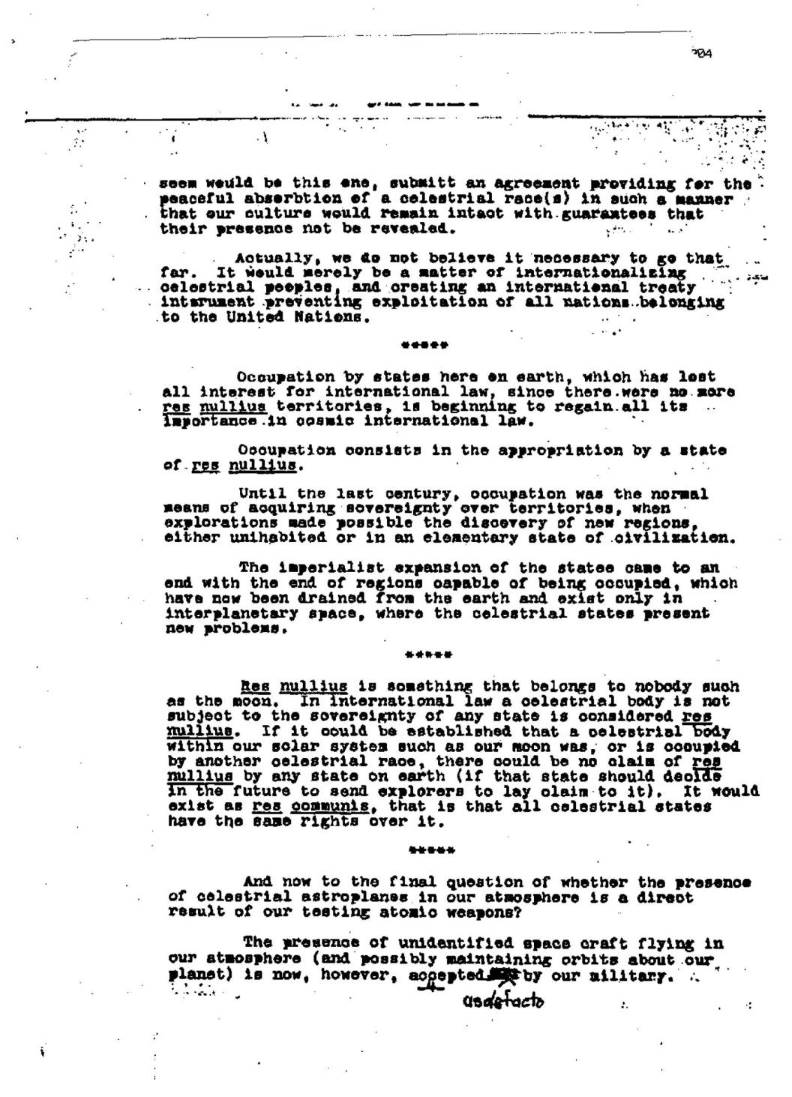 204
seem would be this one, submitt an agreement providing for the
peaceful absorbtion of a celestrial race(s) in such a manner
that our culture would remain intact with guarantees that
their presence not be revealed.
Actually, we do not believe it necessary to go that
far. It would merely be a matter of internationalizing
celestrial peoples, and creating an international treaty
intsrument preventing exploitation of all nations belonging
to the United Nations.
*****
Occupation by states here on earth, which has lost
all interest for international law, since there were no more
res nullius territories, is beginning to regain all its
importance in cosmic international law.
Occupation consists in the appropriation by a state
of res nullius.
Until the last century, occupation was the normal
means of acquiring sovereignty over territories, when
explorations made possible the discovery of new regions,
either unihabited or in an elementary state of civilization.
The imperialist expansion of the states came to an
end with the end of regions capable of being occupied, which
have now been drained from the earth and exist only in
interplanetary space, where the celestrial states present
new problems.
*****
Res nullius is something that belongs to nobody such
as the moon. In international law a celestrial body is not
subject to the sovereignty of any state is considered res
nullius. If it could be established that a celestrial body
within our solar system such as our moon was, or is occupied
by another celestrial race, there could be no claim of res
nullius by any state on earth (if that state should decide
in the future to send explorers to lay claim to it). It would
exist as res communis, that is that all celestrial states
have the same rights over it.
*****
And now to the final question of whether the presence
of celestrial astroplanes in our atmosphere is a direct
result of our testing atomic weapons?
The presence of unidentified space craft flying in
our atmosphere (and possibly maintaining orbits about our
planet) is now, however, accepted by our military.
as defacto